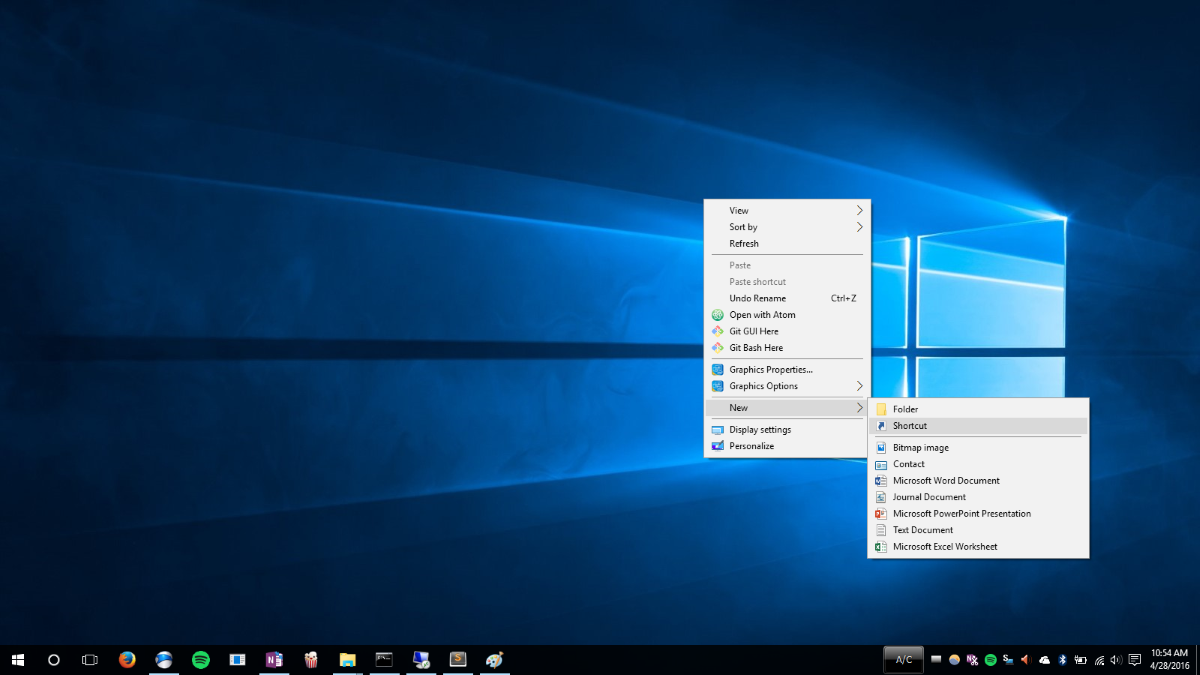 View
Sort by
Refresh
Paste
Paste shortcut
Undo Rename Ctrl+Z
Open with Atom
Git GUI Here
Git Bash Here
Graphics Properties...
Graphics Options
New
Display settings
Personalize
Folder
Shortcut
Bitmap image
Contact
Microsoft Word Document
Journal Document
Microsoft PowerPoint Presentation
Text Document
Microsoft Excel Worksheet
A/C
10:54 AM
4/28/2016